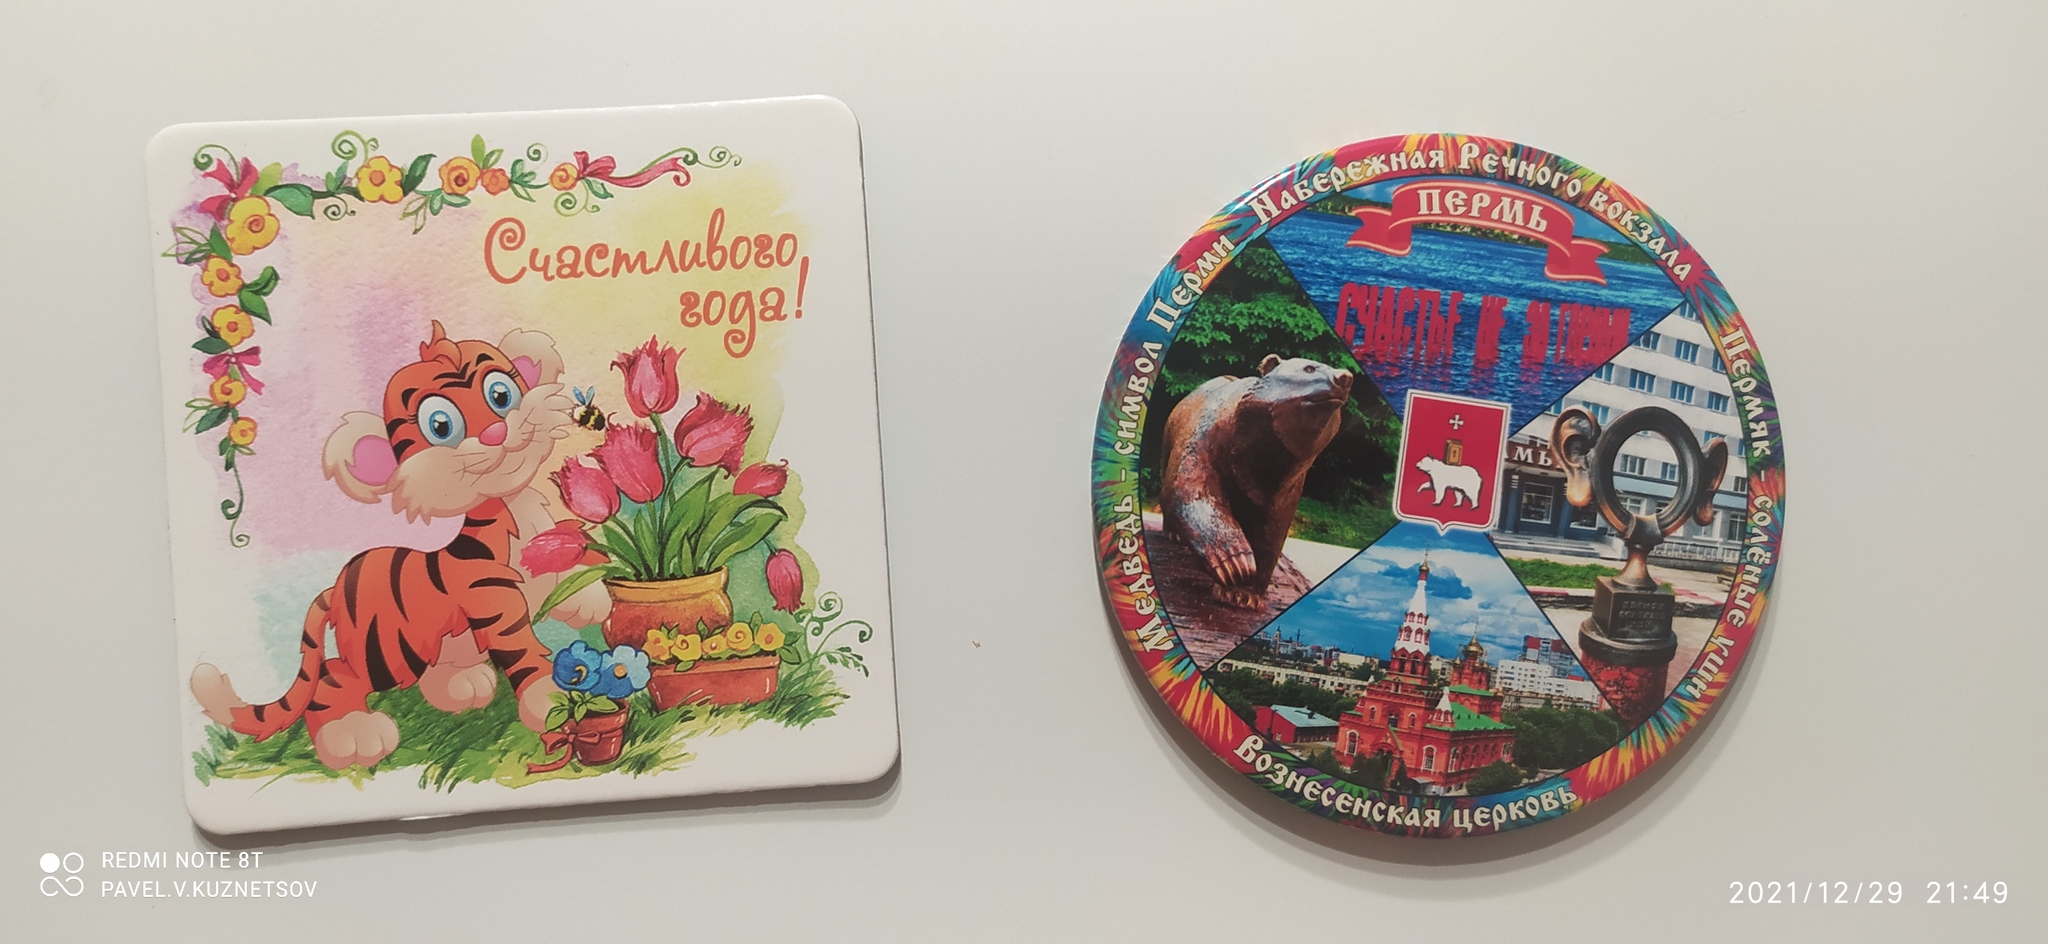 Счастливого
года!
Набережная Речного вокзала
ПЕРМЬ
СЧАСТЬЕ НЕ ЗА ГОРАМИ
Медведь - символ Перми
Пермяк - солёные уши
Вознесенская церковь
REDMI NOTE 8T
PAVEL.V.KUZNETSOV
2021/12/29 21:49